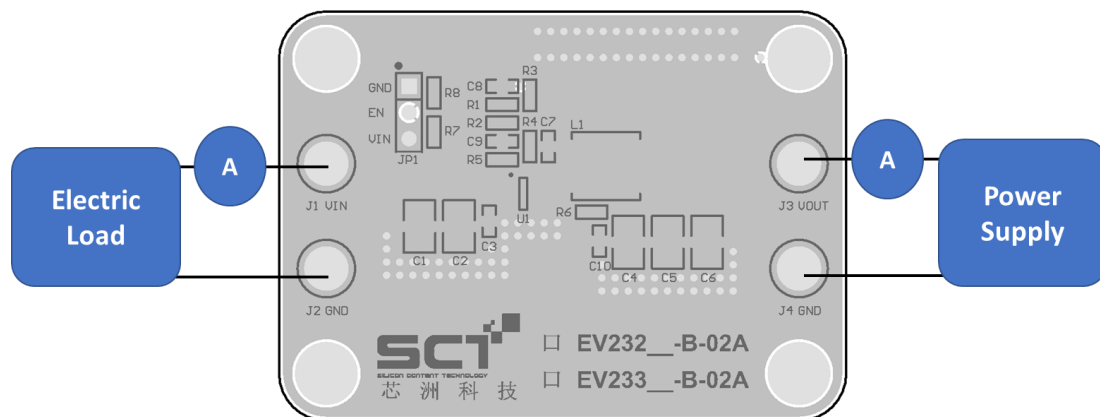 GND
EN
VIN
JP1
R8
R7
C8
R1
R2
C9
R5
R3
R4
C7
L1
A
Electric
Load
J1 VIN
J2 GND
C1
C2
C3
U1
R6
C10
C4
C5
C6
A
Power
Supply
J3 VOUT
J4 GND
SCT
SILICON CONTENT TECHNOLOGY
芯洲科技
口 EV232__-B-02A
口 EV233__-B-02A